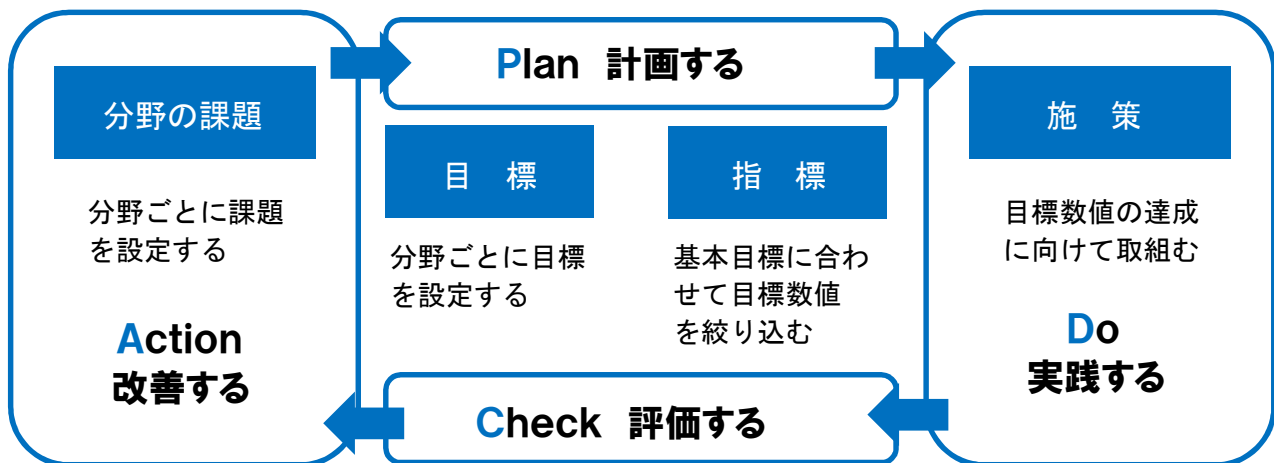 Plan 計画する
分野の課題
分野ごとに課題
を設定する
Action
改善する
目 標
分野ごとに目標
を設定する
指 標
基本目標に合わ
せて目標数値
を絞り込む
施 策
目標数値の達成
に向けて取組む
Do
実践する
Check 評価する